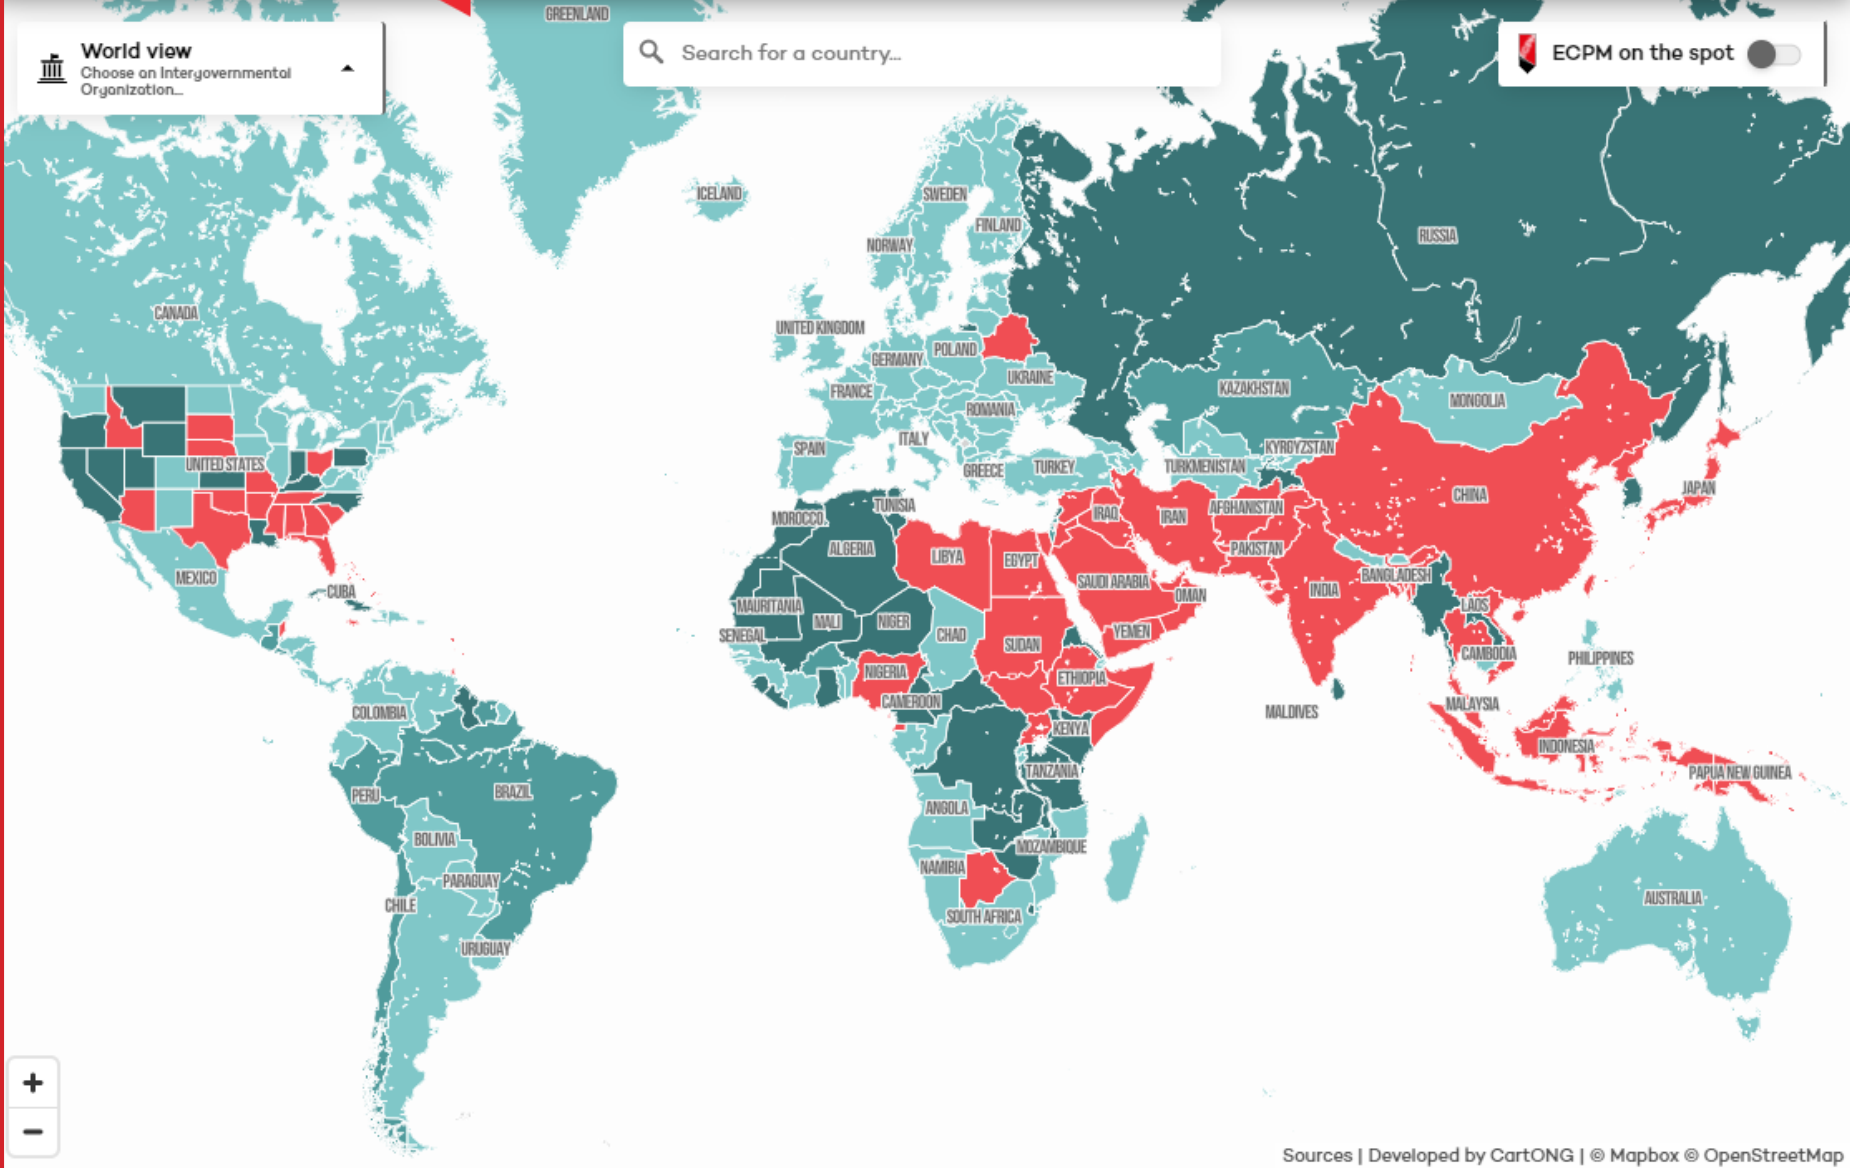 GREENLAND
World view
Choose an Intergovernmental
Organization...
Search for a country...
ECPM on the spot
ICELAND
SWEDEN
FINLAND
NORWAY
RUSSIA
CANADA
UNITED KINGDOM
POLAND
GERMANY
UKRAINE
FRANCE
KAZAKHSTAN
MONGOLIA
ROMANIA
ITALY
SPAIN
KYRGYZSTAN
UNITED STATES
GREECE
TURKEY
TURKMENISTAN
JAPAN
CHINA
TUNISIA
MOROCCO
IRAQ
IRAN
AFGHANISTAN
ALGERIA
LIBYA
EGYPT
PAKISTAN
MEXICO
CUBA
SAUDI ARABIA
OMAN
INDIA
BANGLADESH
LAOS
MAURITANIA
MALI
NIGER
CHAD
SENEGAL
SUDAN
YEMEN
CAMBODIA
PHILIPPINES
NIGERIA
ETHIOPIA
CAMEROON
COLOMBIA
MALDIVES
MALAYSIA
KENYA
INDONESIA
TANZANIA
PAPUA NEW GUINEA
PERU
BRAZIL
ANGOLA
BOLIVIA
MOZAMBIQUE
NAMIBIA
PARAGUAY
CHILE
SOUTH AFRICA
AUSTRALIA
URUGUAY
+
−
Sources | Developed by CartONG | © Mapbox © OpenStreetMap